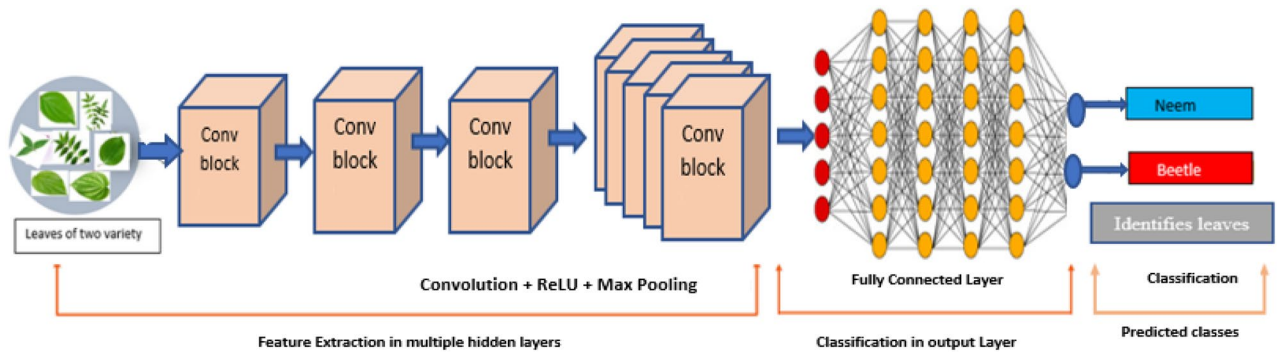 Leaves of two variety
Conv
block
Conv
block
Conv
block
Conv
block
Neem
Beetle
Identifies leaves
Convolution + ReLU + Max Pooling
Fully Connected Layer
Classification
Feature Extraction in multiple hidden layers
Classification in output Layer
Predicted classes